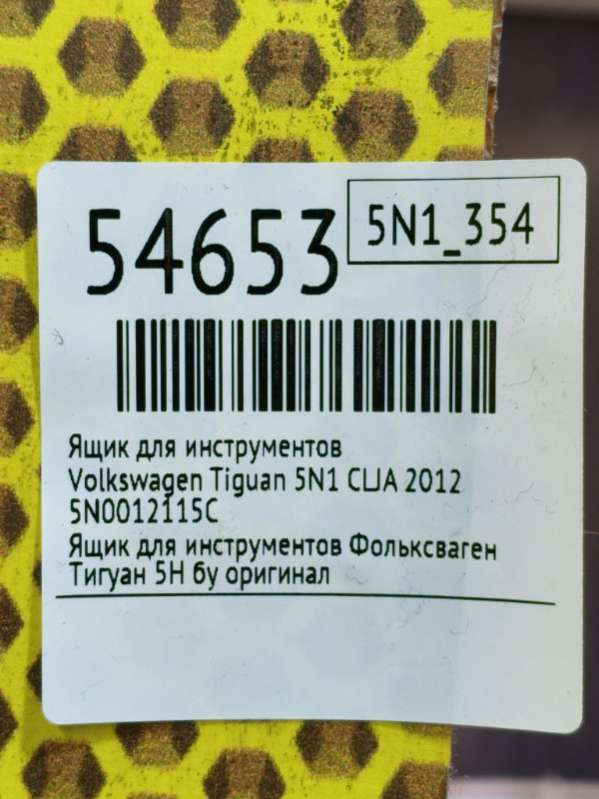 54653
5N1_354
Ящик для инструментов
Volkswagen Tiguan 5N1 CLJA 2012
5N0012115C
Ящик для инструментов Фольксваген
Тигуан 5Н бу оригинал